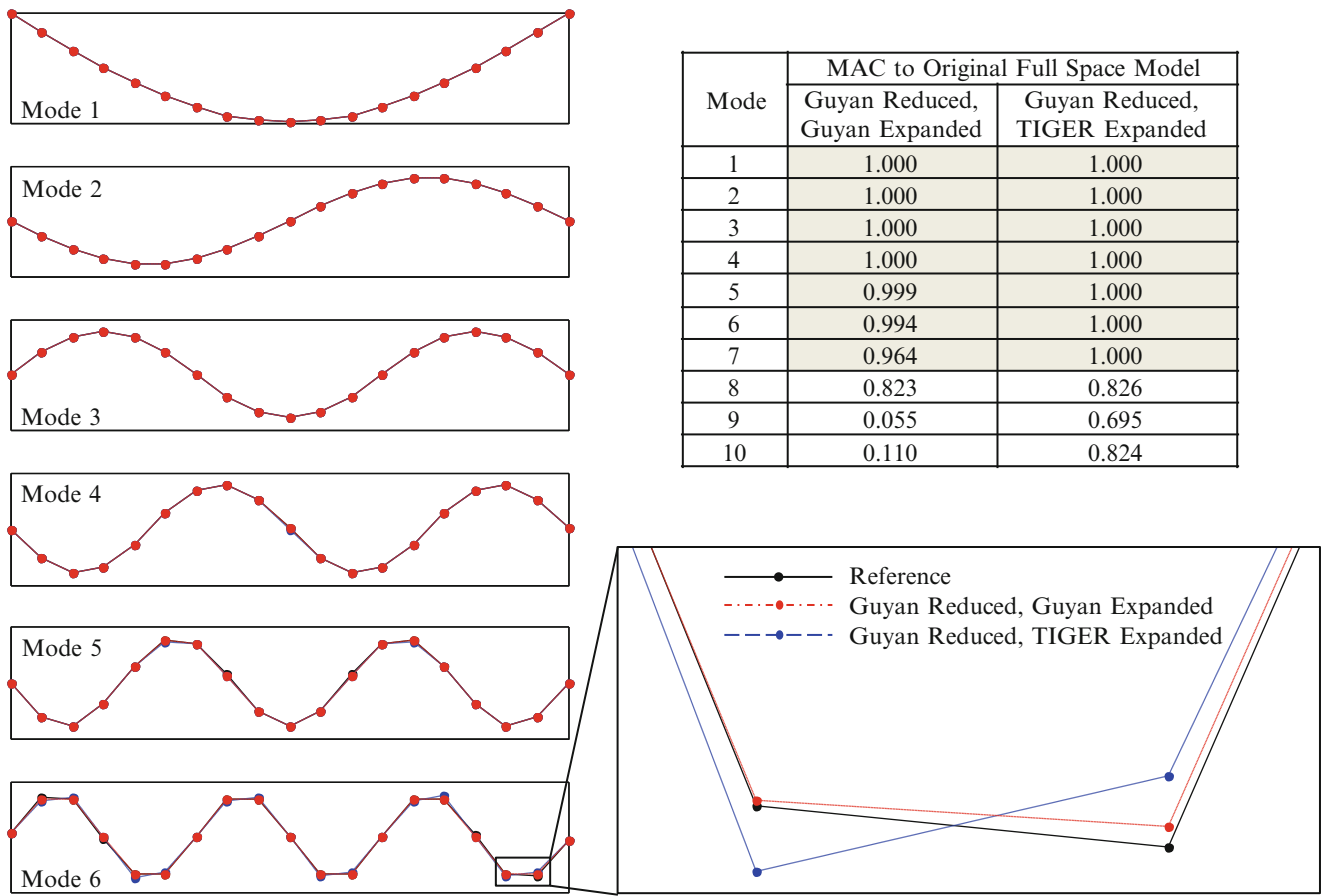 Mode 1
Mode 2
Mode 3
Mode 4
Mode 5
Mode 6
Mode
MAC to Original Full Space Model
Guyan Reduced,
Guyan Expanded
Guyan Reduced,
TIGER Expanded
1 1.000 1.000
2 1.000 1.000
3 1.000 1.000
4 1.000 1.000
5 0.999 1.000
6 0.994 1.000
7 0.964 1.000
8 0.823 0.826
9 0.055 0.695
10 0.110 0.824
Reference
Guyan Reduced, Guyan Expanded
Guyan Reduced, TIGER Expanded